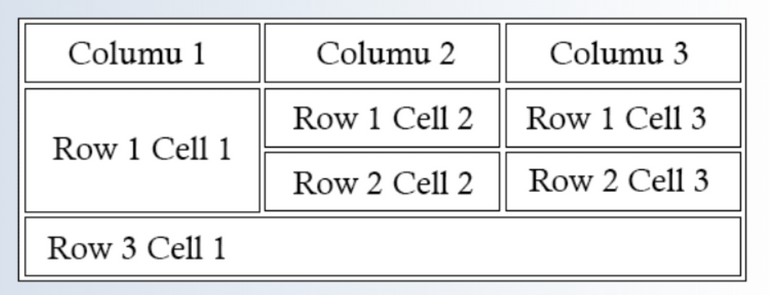 Columu 1 Columu 2 Columu 3
Row 1 Cell 1 Row 1 Cell 2 Row 1 Cell 3
Row 2 Cell 2 Row 2 Cell 3
Row 3 Cell 1